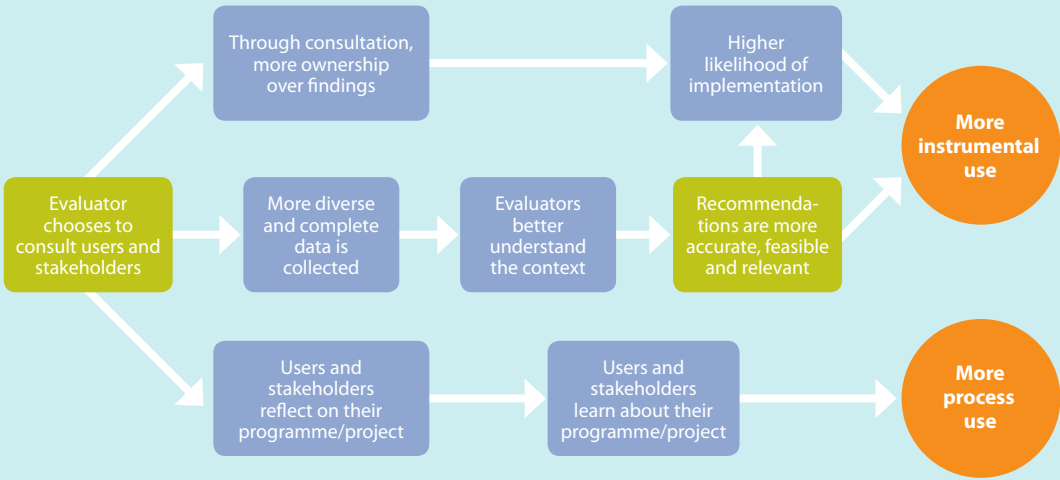 Through consultation,
more ownership
over findings
Higher
likelihood of
implementation
More
instrumental
use
Evaluator
chooses to
consult users and
stakeholders
More diverse
and complete
data is
collected
Evaluators
better
understand
the context
Recommenda-
tions are more
accurate, feasible
and relevant
Users and
stakeholders
reflect on their
programme/project
Users and
stakeholders
learn about their
programme/project
More
process
use